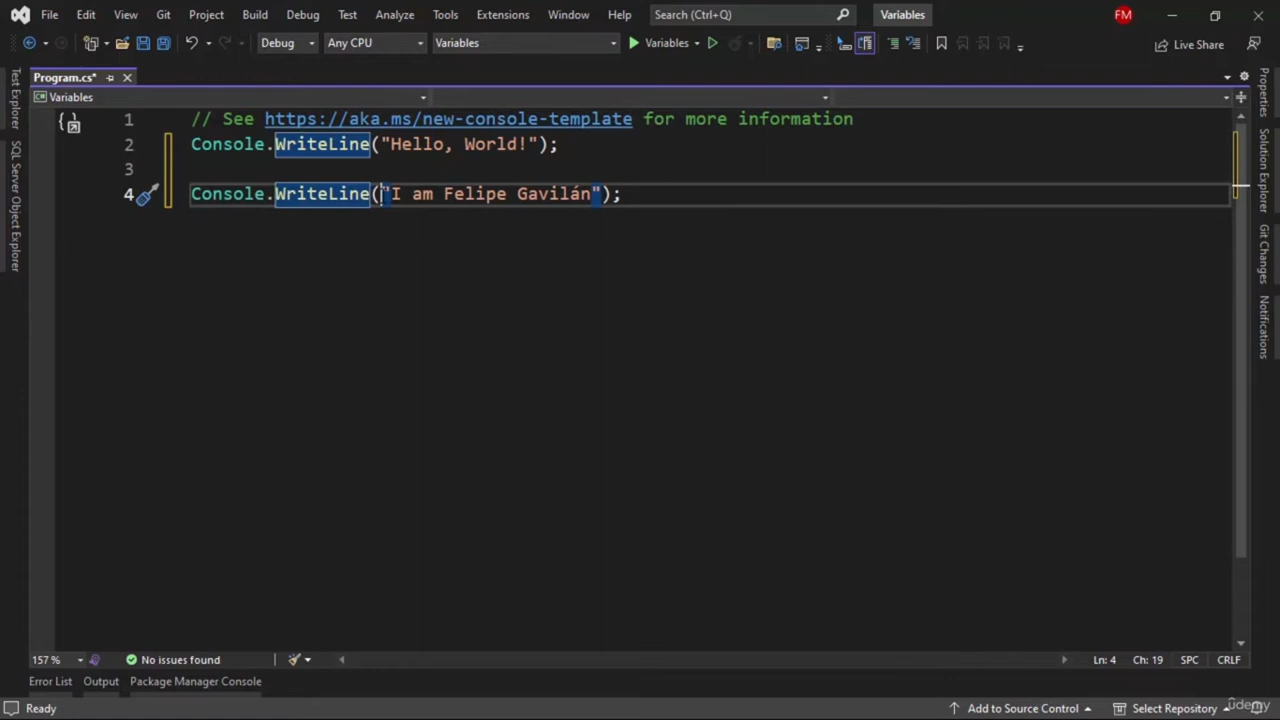 File Edit View Git Project Build Debug Test Analyze Tools Extensions Window Help Search (Ctrl+Q) Variables FM
Debug Any CPU Variables Variables Live Share
Program.cs*
Variables
Test Explorer
SQL Server Object Explorer
1 // See https://aka.ms/new-console-template for more information
2 Console.WriteLine("Hello, World!");
3
4 Console.WriteLine("I am Felipe Gavilán");
Properties
Solution Explorer
Git Changes
Notifications
157 % No issues found Ln: 4 Ch: 19 SPC CRLF
Error List Output Package Manager Console
Ready Add to Source Control Select Repository
udemy